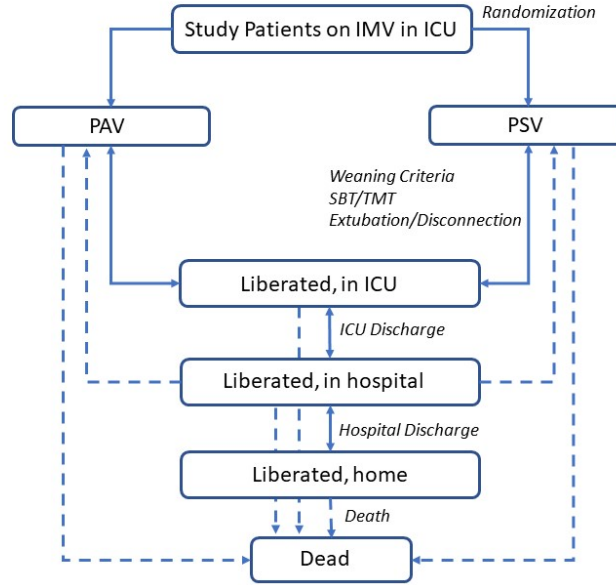 Study Patients on IMV in ICU
Randomization
PAV
PSV
Weaning Criteria
SBT/TMT
Extubation/Disconnection
Liberated, in ICU
ICU Discharge
Liberated, in hospital
Hospital Discharge
Liberated, home
Death
Dead